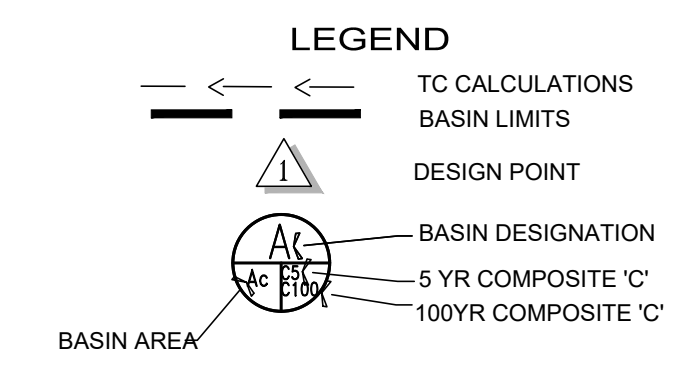 LEGEND
TC CALCULATIONS
BASIN LIMITS
1
DESIGN POINT
A
BASIN DESIGNATION
Ac
C5
5 YR COMPOSITE 'C'
C100
100YR COMPOSITE 'C'
BASIN AREA